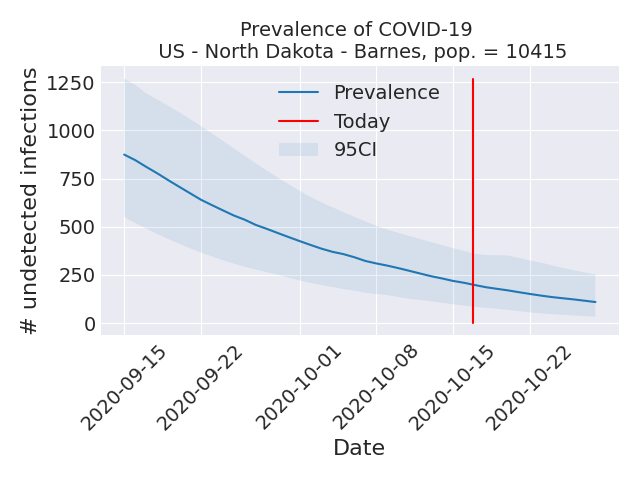 Prevalence of COVID-19
US - North Dakota - Barnes, pop. = 10415
# undetected infections
1250
1000
750
500
250
0
Prevalence
Today
95CI
2020-09-15
2020-09-22
2020-10-01
2020-10-08
2020-10-15
2020-10-22
Date